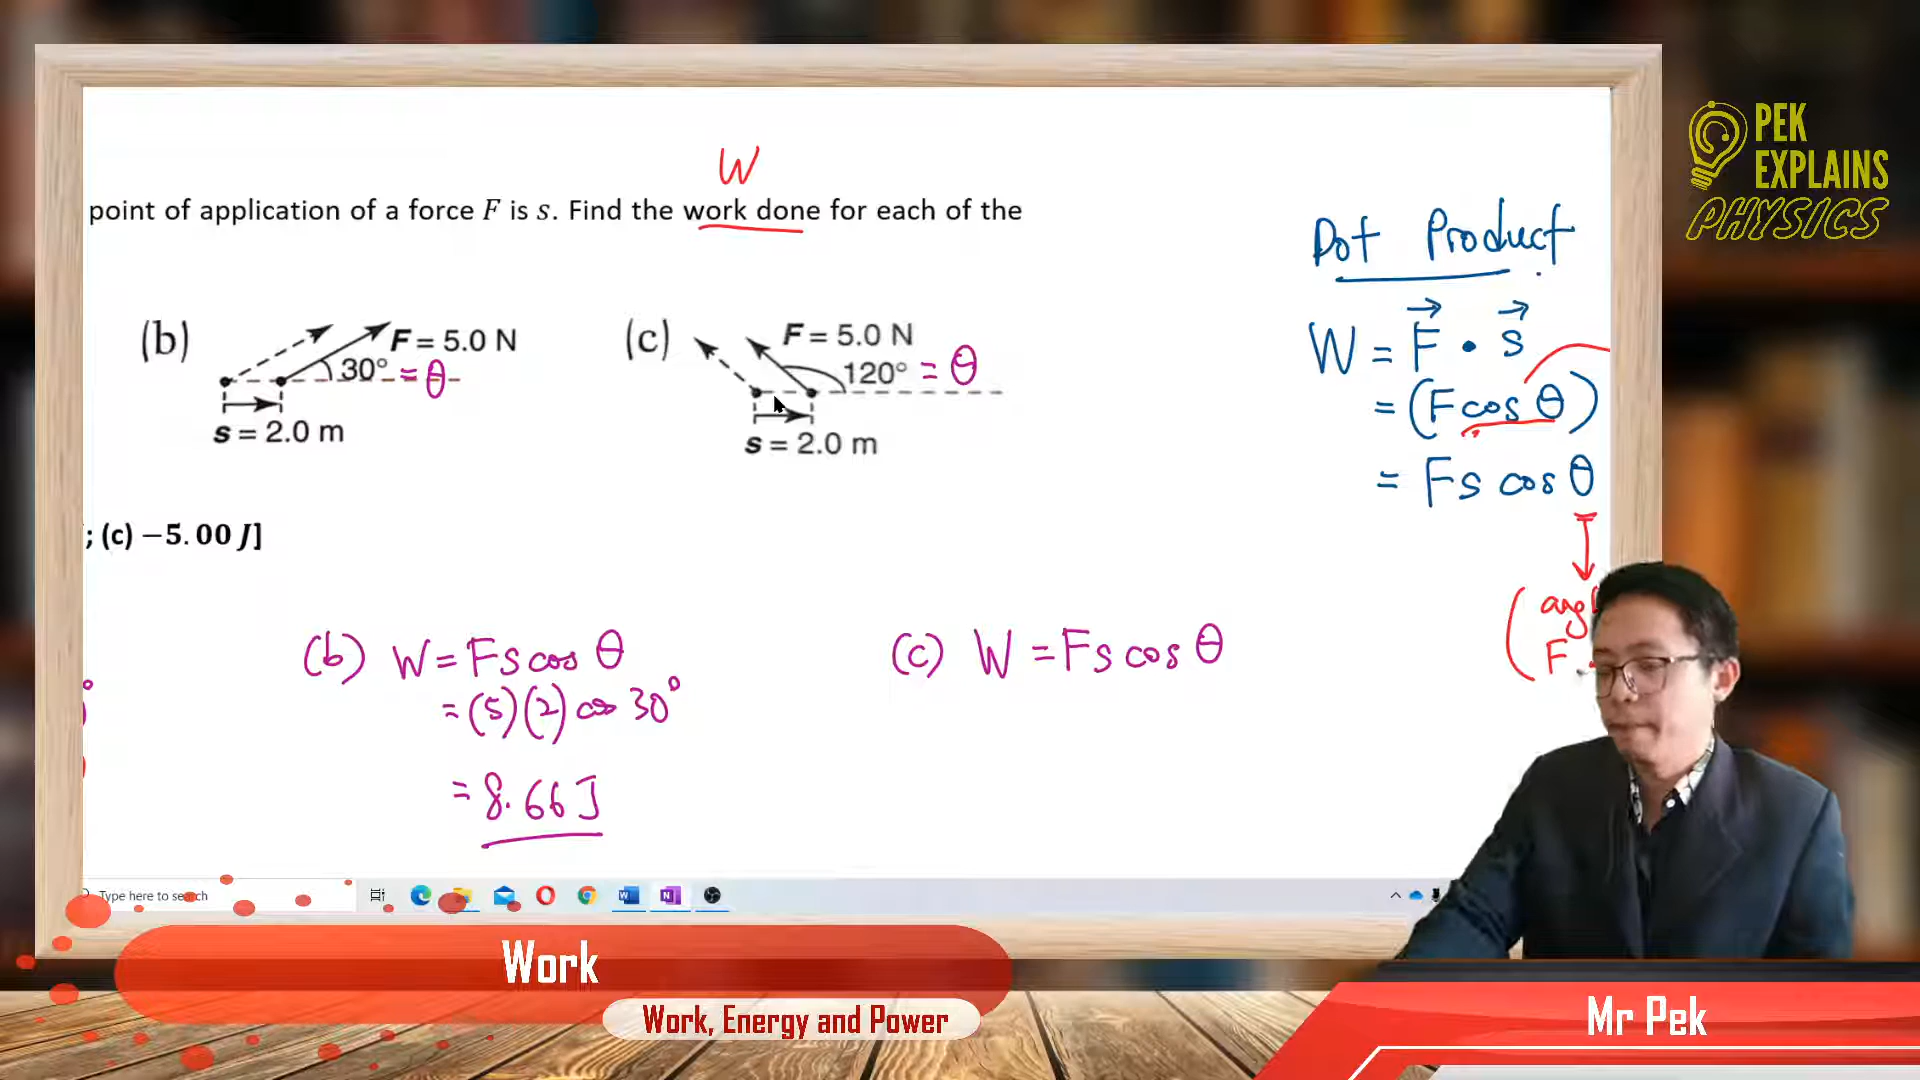 PEK
EXPLAINS
PHYSICS
W
point of application of a force F is s. Find the work done for each of the
Dot Product
(b)
F = 5.0 N
30° = θ
s = 2.0 m
(c)
F = 5.0 N
120° = θ
s = 2.0 m
W = F • s
= (F cos θ)
= Fs cos θ
; (c) −5.00 J]
(b) W = Fs cos θ
= (5)(2) cos 30°
= 8.66 J
(c) W = Fs cos θ
F
Type here to search
Work
Work, Energy and Power
Mr Pek